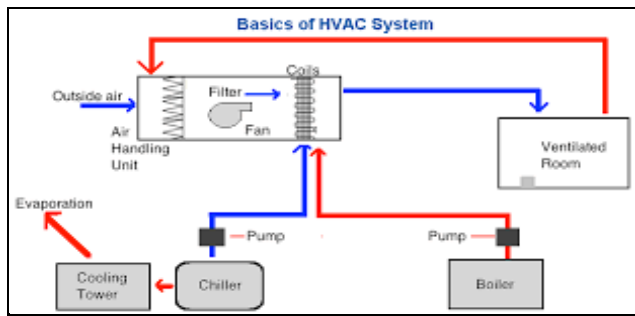 Basics of HVAC System
Coils
Outside air
Filter
Air
Handling
Unit
Fan
Ventilated
Room
Evaporation
Pump
Pump
Cooling
Tower
Chiller
Boiler